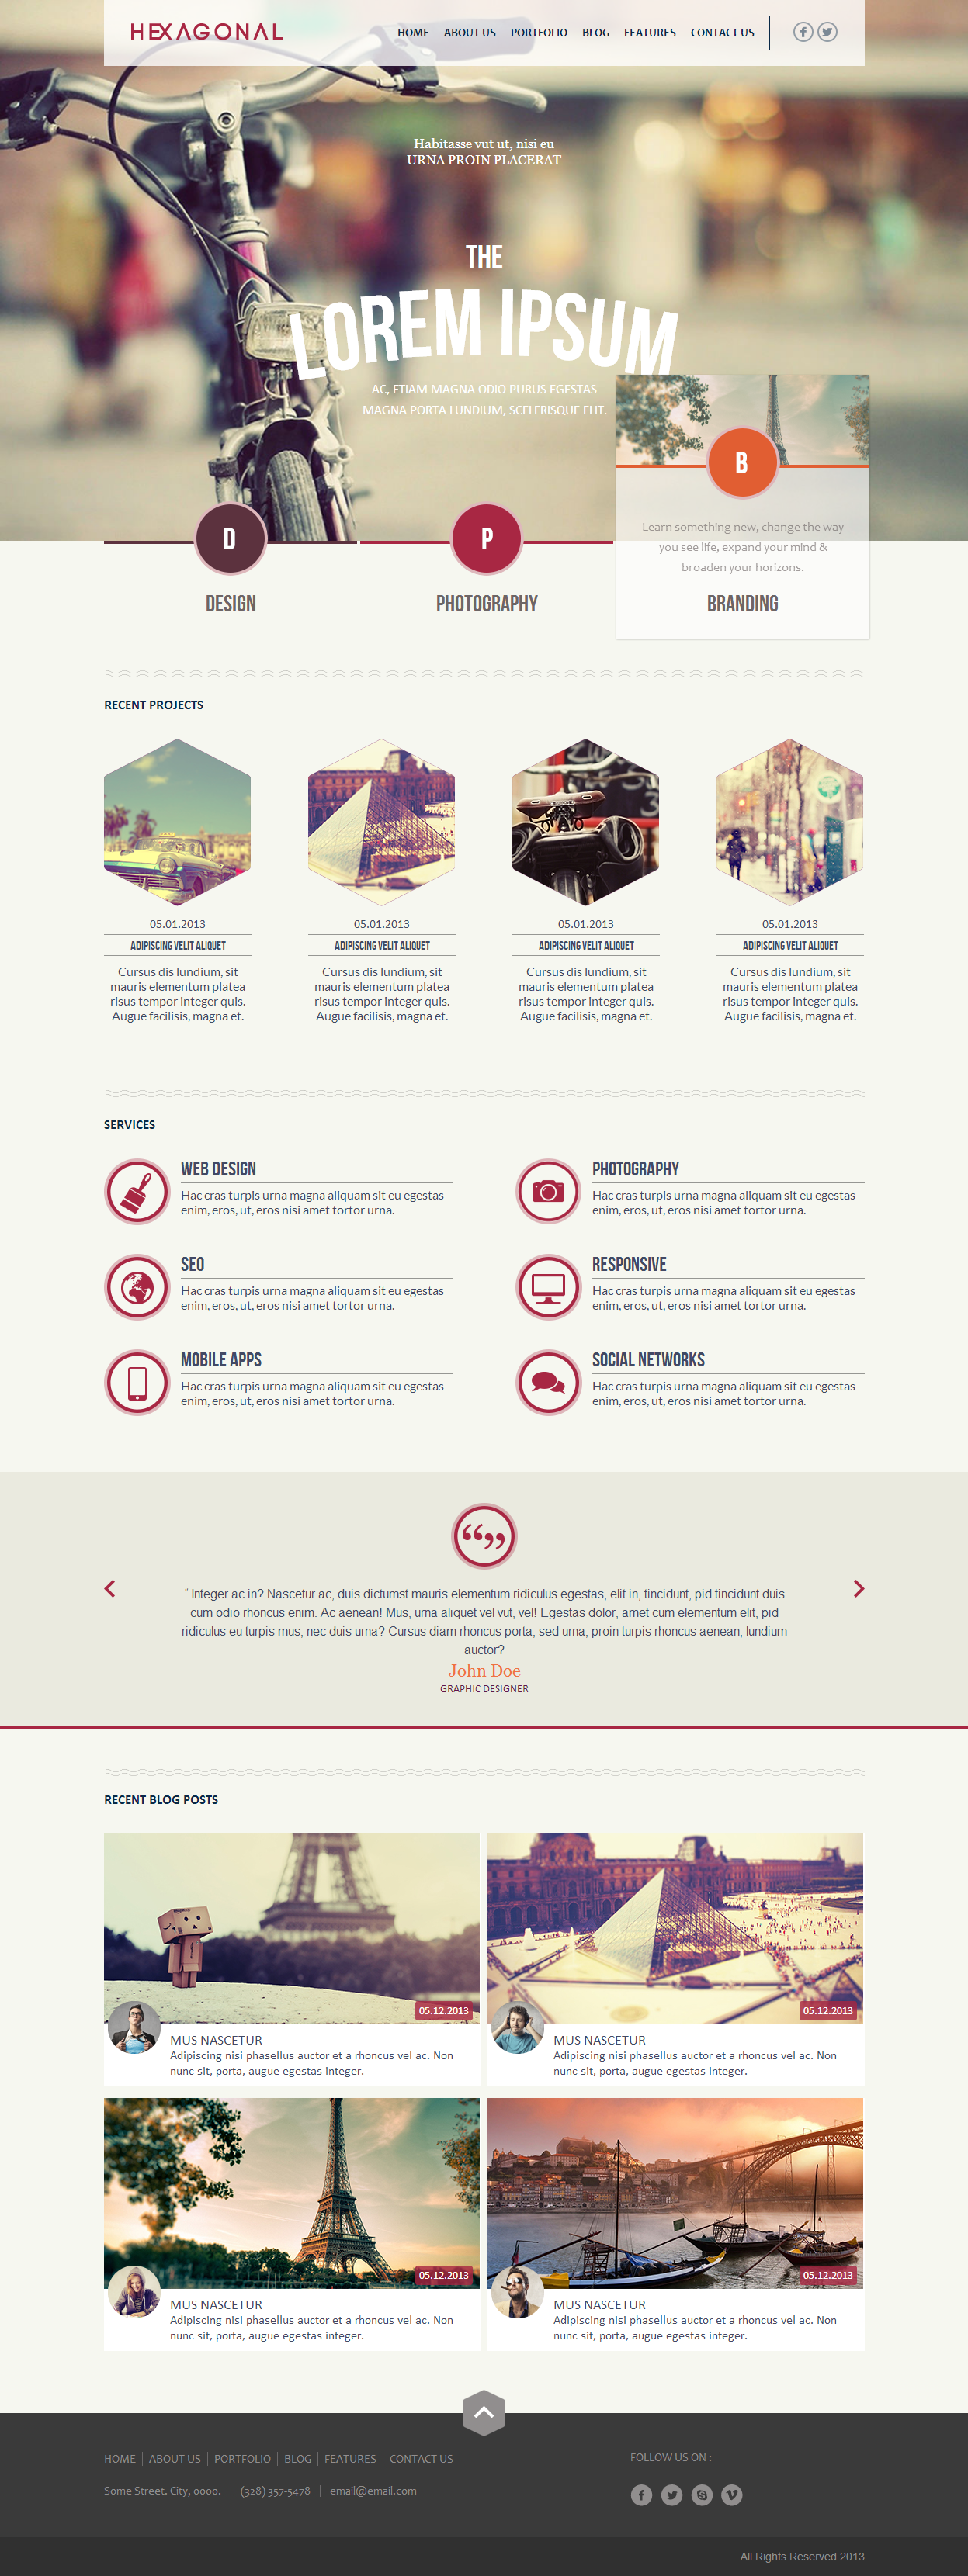 HEXAGONAL
HOME ABOUT US PORTFOLIO BLOG FEATURES CONTACT US
Habitasse vut ut, nisi eu
URNA PROIN PLACERAT
THE
LOREM IPSUM
AC, ETIAM MAGNA ODIO PURUS EGESTAS
MAGNA PORTA LUNDIUM, SCELERISQUE ELIT.
D
DESIGN
P
PHOTOGRAPHY
B
Learn something new, change the way
you see life, expand your mind &
broaden your horizons.
BRANDING
RECENT PROJECTS
05.01.2013
ADIPISCING VELIT ALIQUET
Cursus dis lundium, sit
mauris elementum platea
risus tempor integer quis.
Augue facilisis, magna et.
05.01.2013
ADIPISCING VELIT ALIQUET
Cursus dis lundium, sit
mauris elementum platea
risus tempor integer quis.
Augue facilisis, magna et.
05.01.2013
ADIPISCING VELIT ALIQUET
Cursus dis lundium, sit
mauris elementum platea
risus tempor integer quis.
Augue facilisis, magna et.
05.01.2013
ADIPISCING VELIT ALIQUET
Cursus dis lundium, sit
mauris elementum platea
risus tempor integer quis.
Augue facilisis, magna et.
SERVICES
WEB DESIGN
Hac cras turpis urna magna aliquam sit eu egestas
enim, eros, ut, eros nisi amet tortor urna.
PHOTOGRAPHY
Hac cras turpis urna magna aliquam sit eu egestas
enim, eros, ut, eros nisi amet tortor urna.
SEO
Hac cras turpis urna magna aliquam sit eu egestas
enim, eros, ut, eros nisi amet tortor urna.
RESPONSIVE
Hac cras turpis urna magna aliquam sit eu egestas
enim, eros, ut, eros nisi amet tortor urna.
MOBILE APPS
Hac cras turpis urna magna aliquam sit eu egestas
enim, eros, ut, eros nisi amet tortor urna.
SOCIAL NETWORKS
Hac cras turpis urna magna aliquam sit eu egestas
enim, eros, ut, eros nisi amet tortor urna.
" Integer ac in? Nascetur ac, duis dictumst mauris elementum ridiculus egestas, elit in, tincidunt, pid tincidunt duis
cum odio rhoncus enim. Ac aenean! Mus, urna aliquet vel vut, vel! Egestas dolor, amet cum elementum elit, pid
ridiculus eu turpis mus, nec duis urna? Cursus diam rhoncus porta, sed urna, proin turpis rhoncus aenean, lundium
auctor?
John Doe
GRAPHIC DESIGNER
RECENT BLOG POSTS
05.12.2013
MUS NASCETUR
Adipiscing nisi phasellus auctor et a rhoncus vel ac. Non
nunc sit, porta, augue egestas integer.
05.12.2013
MUS NASCETUR
Adipiscing nisi phasellus auctor et a rhoncus vel ac. Non
nunc sit, porta, augue egestas integer.
05.12.2013
MUS NASCETUR
Adipiscing nisi phasellus auctor et a rhoncus vel ac. Non
nunc sit, porta, augue egestas integer.
05.12.2013
MUS NASCETUR
Adipiscing nisi phasellus auctor et a rhoncus vel ac. Non
nunc sit, porta, augue egestas integer.
HOME | ABOUT US | PORTFOLIO | BLOG | FEATURES | CONTACT US
FOLLOW US ON :
Some Street. City, 0000. | (328) 357-5478 | email@email.com
All Rights Reserved 2013